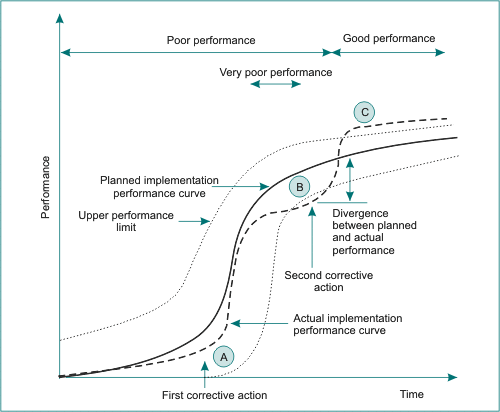 Good performance
Poor performance
Very poor performance
C
Performance
Planned implementation
performance curve
B
Upper performance
limit
Divergence
between planned
and actual
performance
Second corrective
action
Actual implementation
performance curve
A
First corrective action
Time